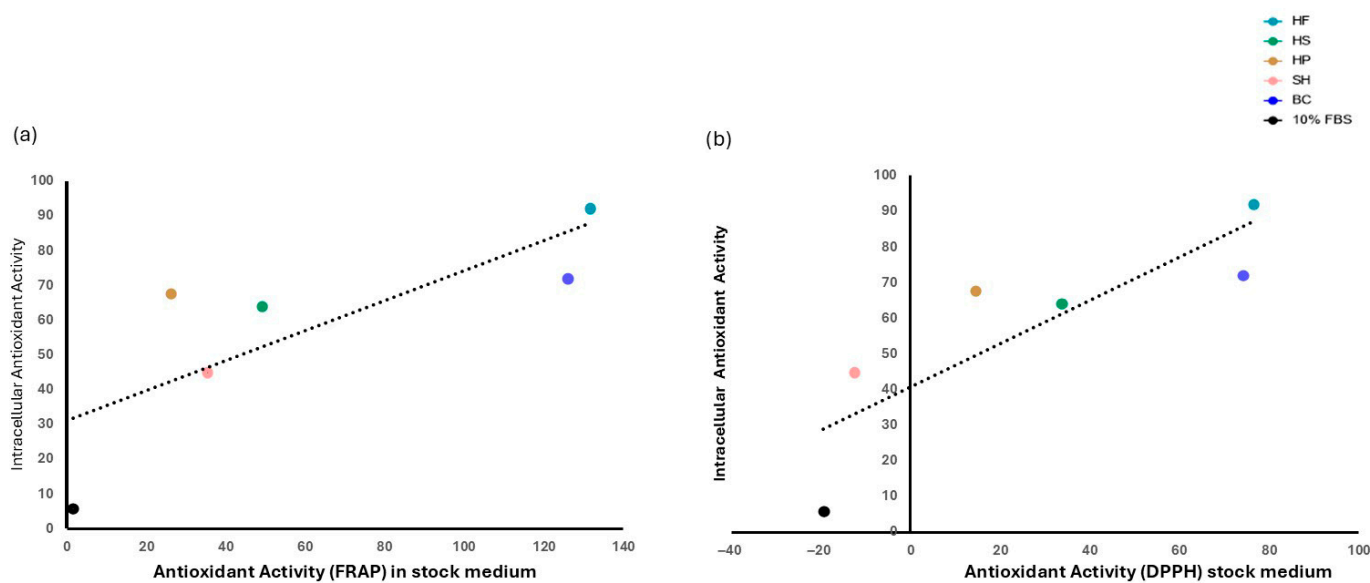 HF
HS
HP
SH
BC
10% FBS
(a)
(b)
Intracellular Antioxidant Activity
100
90
80
70
60
50
40
30
20
10
0
0 20 40 60 80 100 120 140
Antioxidant Activity (FRAP) in stock medium
Intracellular Antioxidant Activity
100
90
80
70
60
50
40
30
20
10
0
−40 −20 0 20 40 60 80 100
Antioxidant Activity (DPPH) stock medium